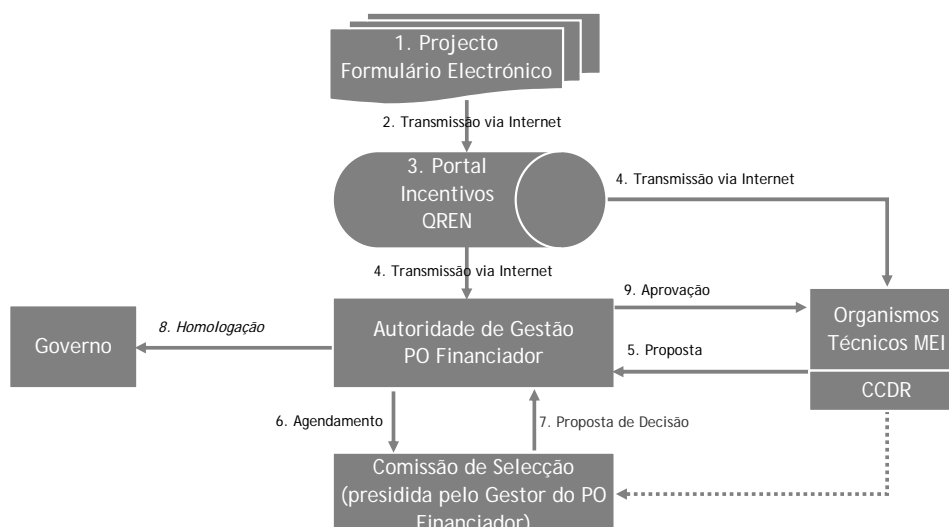 1. Projecto
Formulário Electrónico
2. Transmissão via Internet
3. Portal
Incentivos
QREN
4. Transmissão via Internet
4. Transmissão via Internet
9. Aprovação
Organismos
Técnicos MEI
8. Homologação
Governo
Autoridade de Gestão
PO Financiador
5. Proposta
CCDR
6. Agendamento
7. Proposta de Decisão
Comissão de Selecção
(presidida pelo Gestor do PO
Financiador)